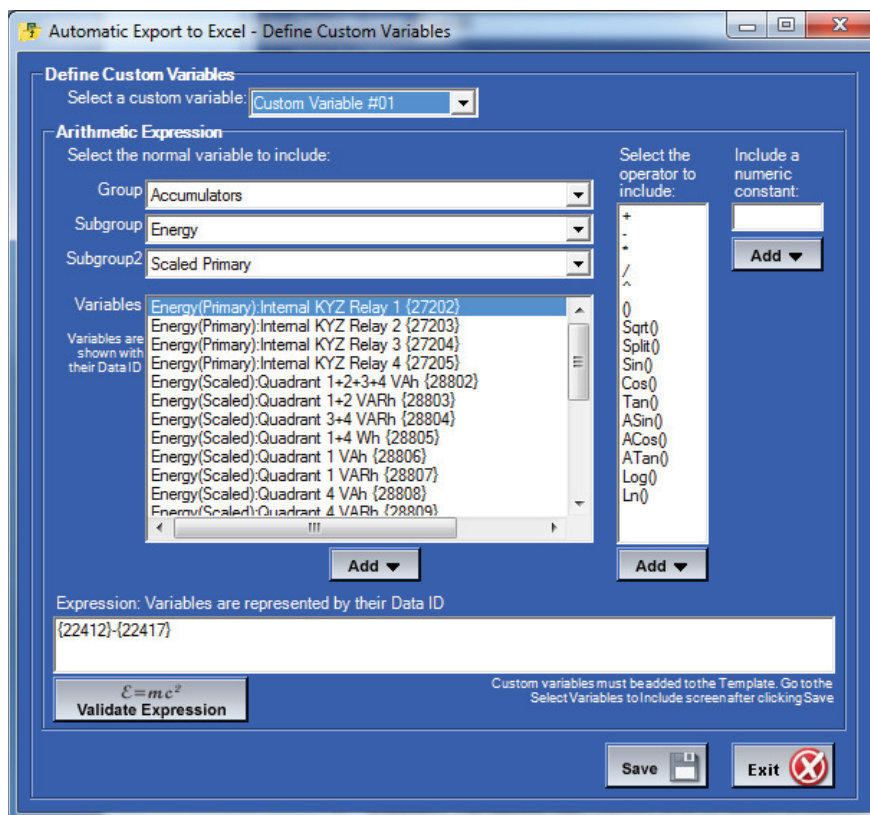 Automatic Export to Excel - Define Custom Variables
Define Custom Variables
Select a custom variable: Custom Variable #01
Arithmetic Expression
Select the normal variable to include:
Group Accumulators
Subgroup Energy
Subgroup2 Scaled Primary
Variables
Variables are
shown with
their Data ID
Energy(Primary):Internal KYZ Relay 1 {27202}
Energy(Primary):Internal KYZ Relay 2 {27203}
Energy(Primary):Internal KYZ Relay 3 {27204}
Energy(Primary):Internal KYZ Relay 4 {27205}
Energy(Scaled):Quadrant 1+2+3+4 VAh {28802}
Energy(Scaled):Quadrant 1+2 VARh {28803}
Energy(Scaled):Quadrant 3+4 VARh {28804}
Energy(Scaled):Quadrant 1+4 Wh {28805}
Energy(Scaled):Quadrant 1 VAh {28806}
Energy(Scaled):Quadrant 1 VARh {28807}
Energy(Scaled):Quadrant 4 VAh {28808}
Energy(Scaled):Quadrant 4 VARh {28809}
Add
Select the
operator to
include:
+
-
*
/
^
()
Sqrt()
Split()
Sin()
Cos()
Tan()
ASin()
ACos()
ATan()
Log()
Ln()
Add
Include a
numeric
constant:
Add
Expression: Variables are represented by their Data ID
{22412}-{22417}
ℰ=mc²
Validate Expression
Custom variables must be added to the Template. Go to the
Select Variables to Include screen after clicking Save
Save
Exit